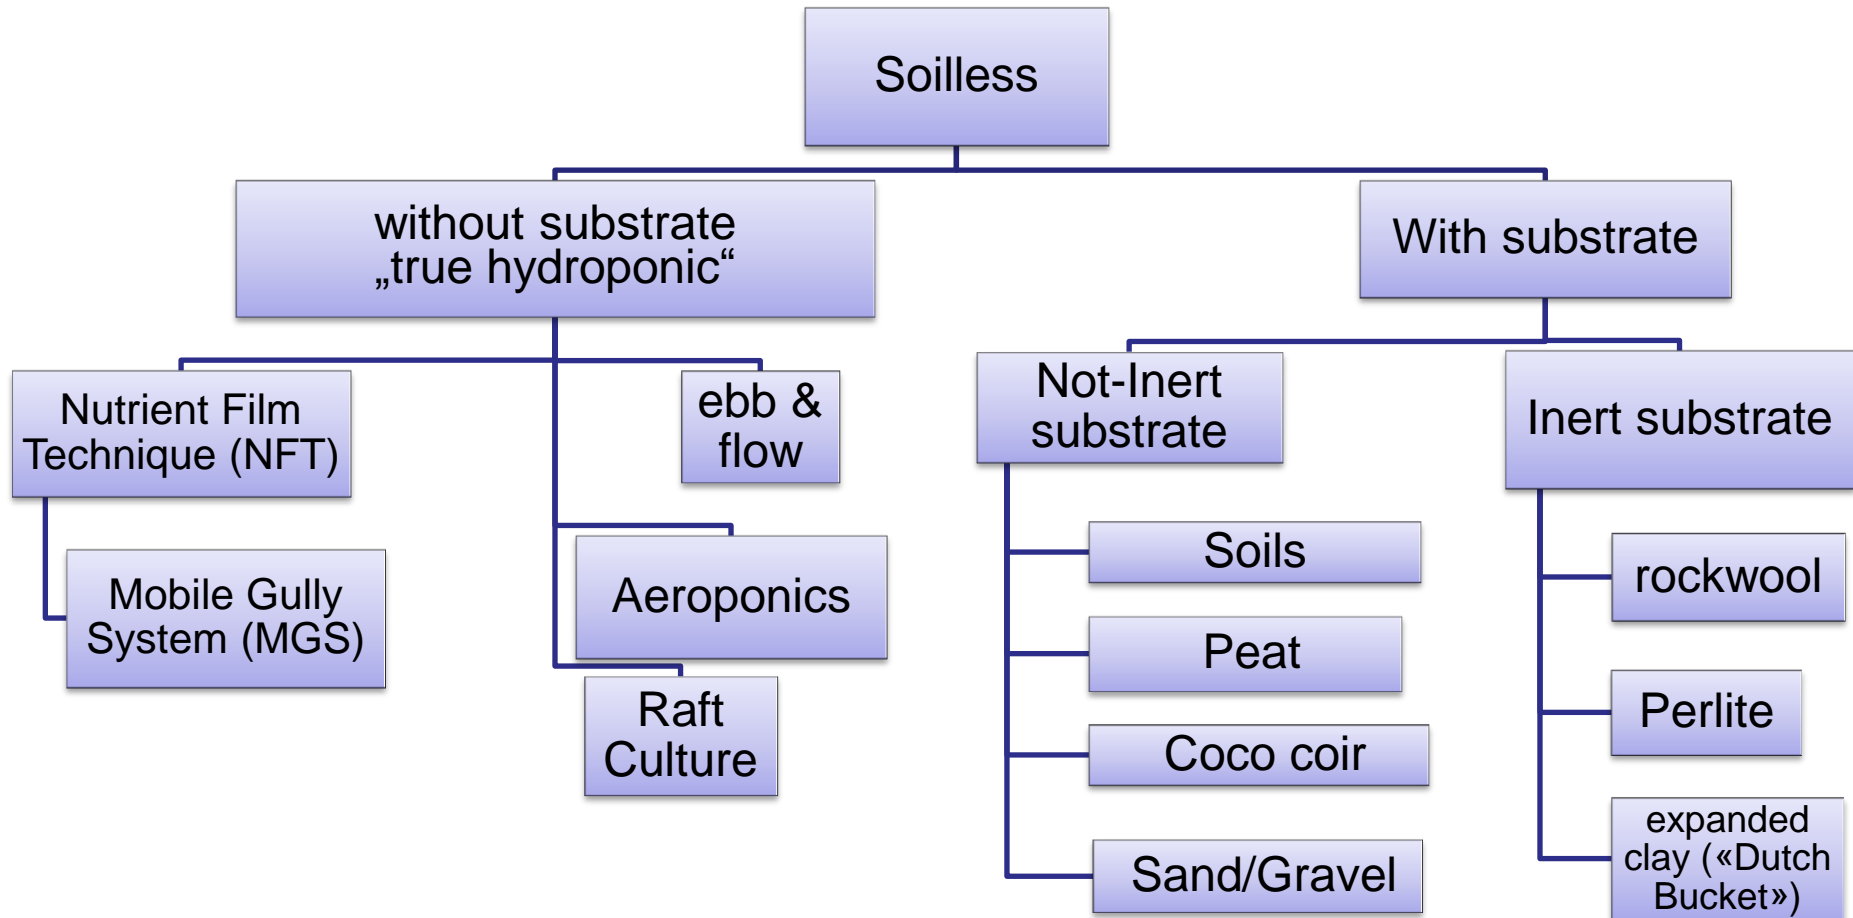 Soilless
without substrate
„true hydroponic“
With substrate
Nutrient Film
Technique (NFT)
ebb &
flow
Not-Inert
substrate
Inert substrate
Mobile Gully
System (MGS)
Aeroponics
Raft
Culture
Soils
Peat
Coco coir
Sand/Gravel
rockwool
Perlite
expanded
clay («Dutch
Bucket»)